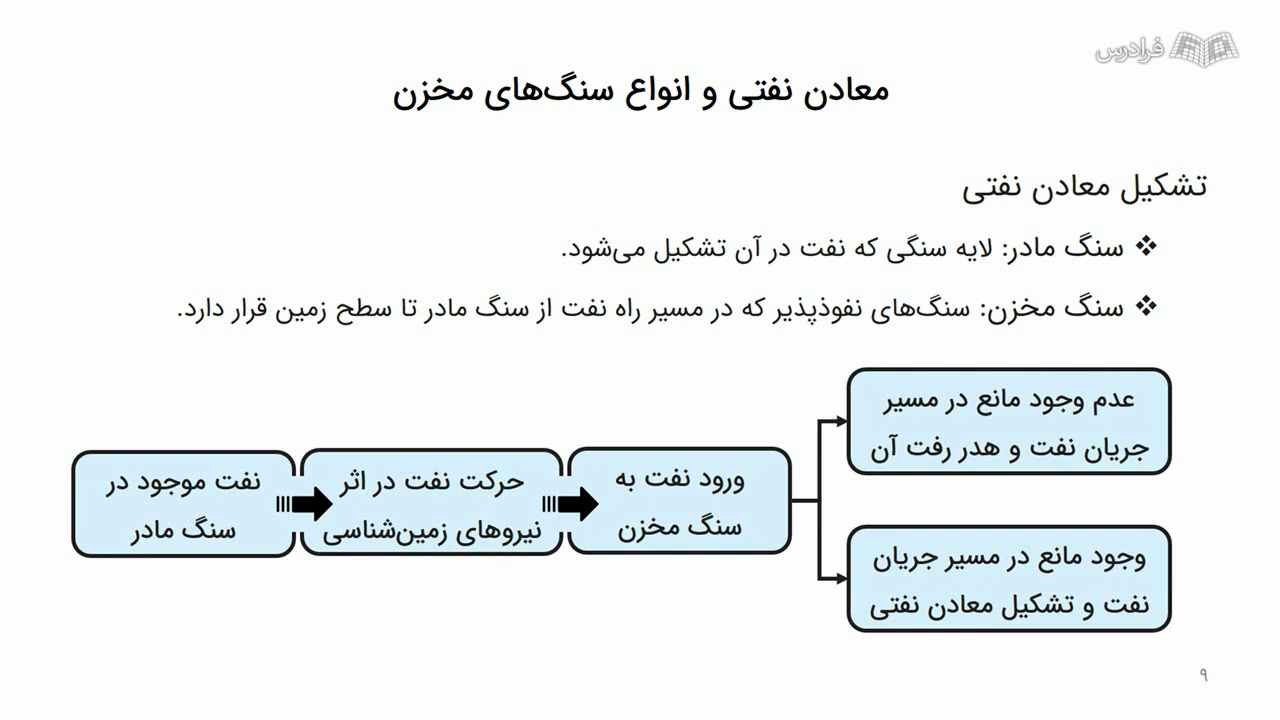 فرادرس
معادن نفتی و انواع سنگ‌های مخزن
تشکیل معادن نفتی
❖ سنگ مادر: لایه سنگی که نفت در آن تشکیل می‌شود.
❖ سنگ مخزن: سنگ‌های نفوذپذیر که در مسیر راه نفت از سنگ مادر تا سطح زمین قرار دارد.
نفت موجود در
سنگ مادر
حرکت نفت در اثر
نیروهای زمین‌شناسی
ورود نفت به
سنگ مخزن
عدم وجود مانع در مسیر
جریان نفت و هدر رفت آن
وجود مانع در مسیر جریان
نفت و تشکیل معادن نفتی
۹